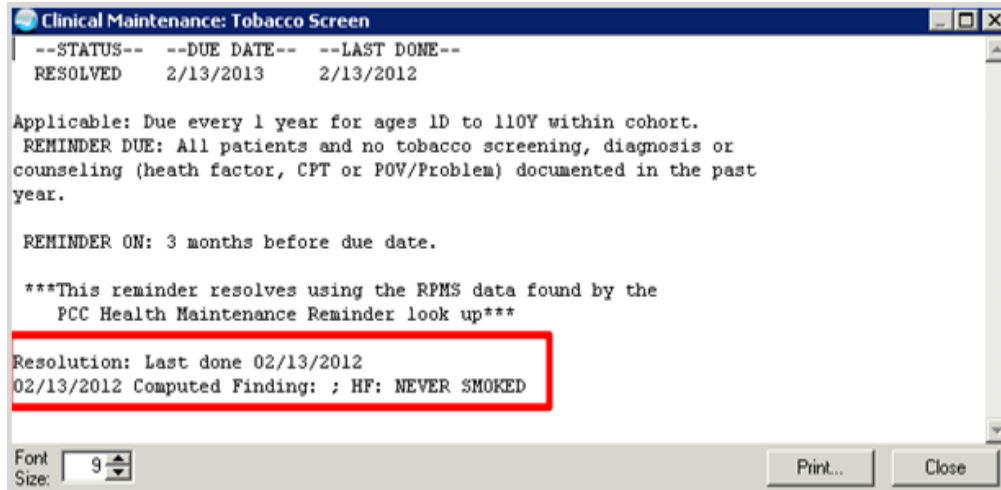 Clinical Maintenance: Tobacco Screen
--STATUS-- --DUE DATE-- --LAST DONE--
RESOLVED 2/13/2013 2/13/2012
Applicable: Due every 1 year for ages 1D to 110Y within cohort.
REMINDER DUE: All patients and no tobacco screening, diagnosis or
counseling (heath factor, CPT or POV/Problem) documented in the past
year.
REMINDER ON: 3 months before due date.
***This reminder resolves using the RPMS data found by the
PCC Health Maintenance Reminder look up***
Resolution: Last done 02/13/2012
02/13/2012 Computed Finding: ; HF: NEVER SMOKED
Font
Size: 9
Print... Close